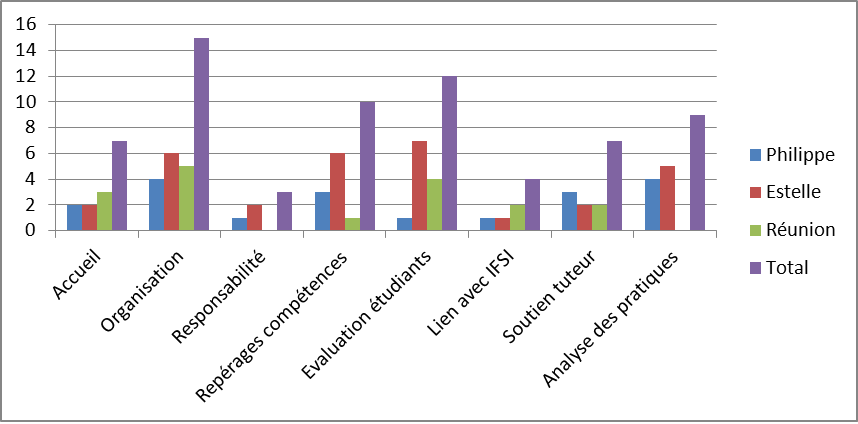 16
14
12
10
8
6
4
2
0
Accueil
Organisation
Responsabilité
Repérages compétences
Evaluation étudiants
Lien avec IFSI
Soutien tuteur
Analyse des pratiques
Philippe
Estelle
Réunion
Total